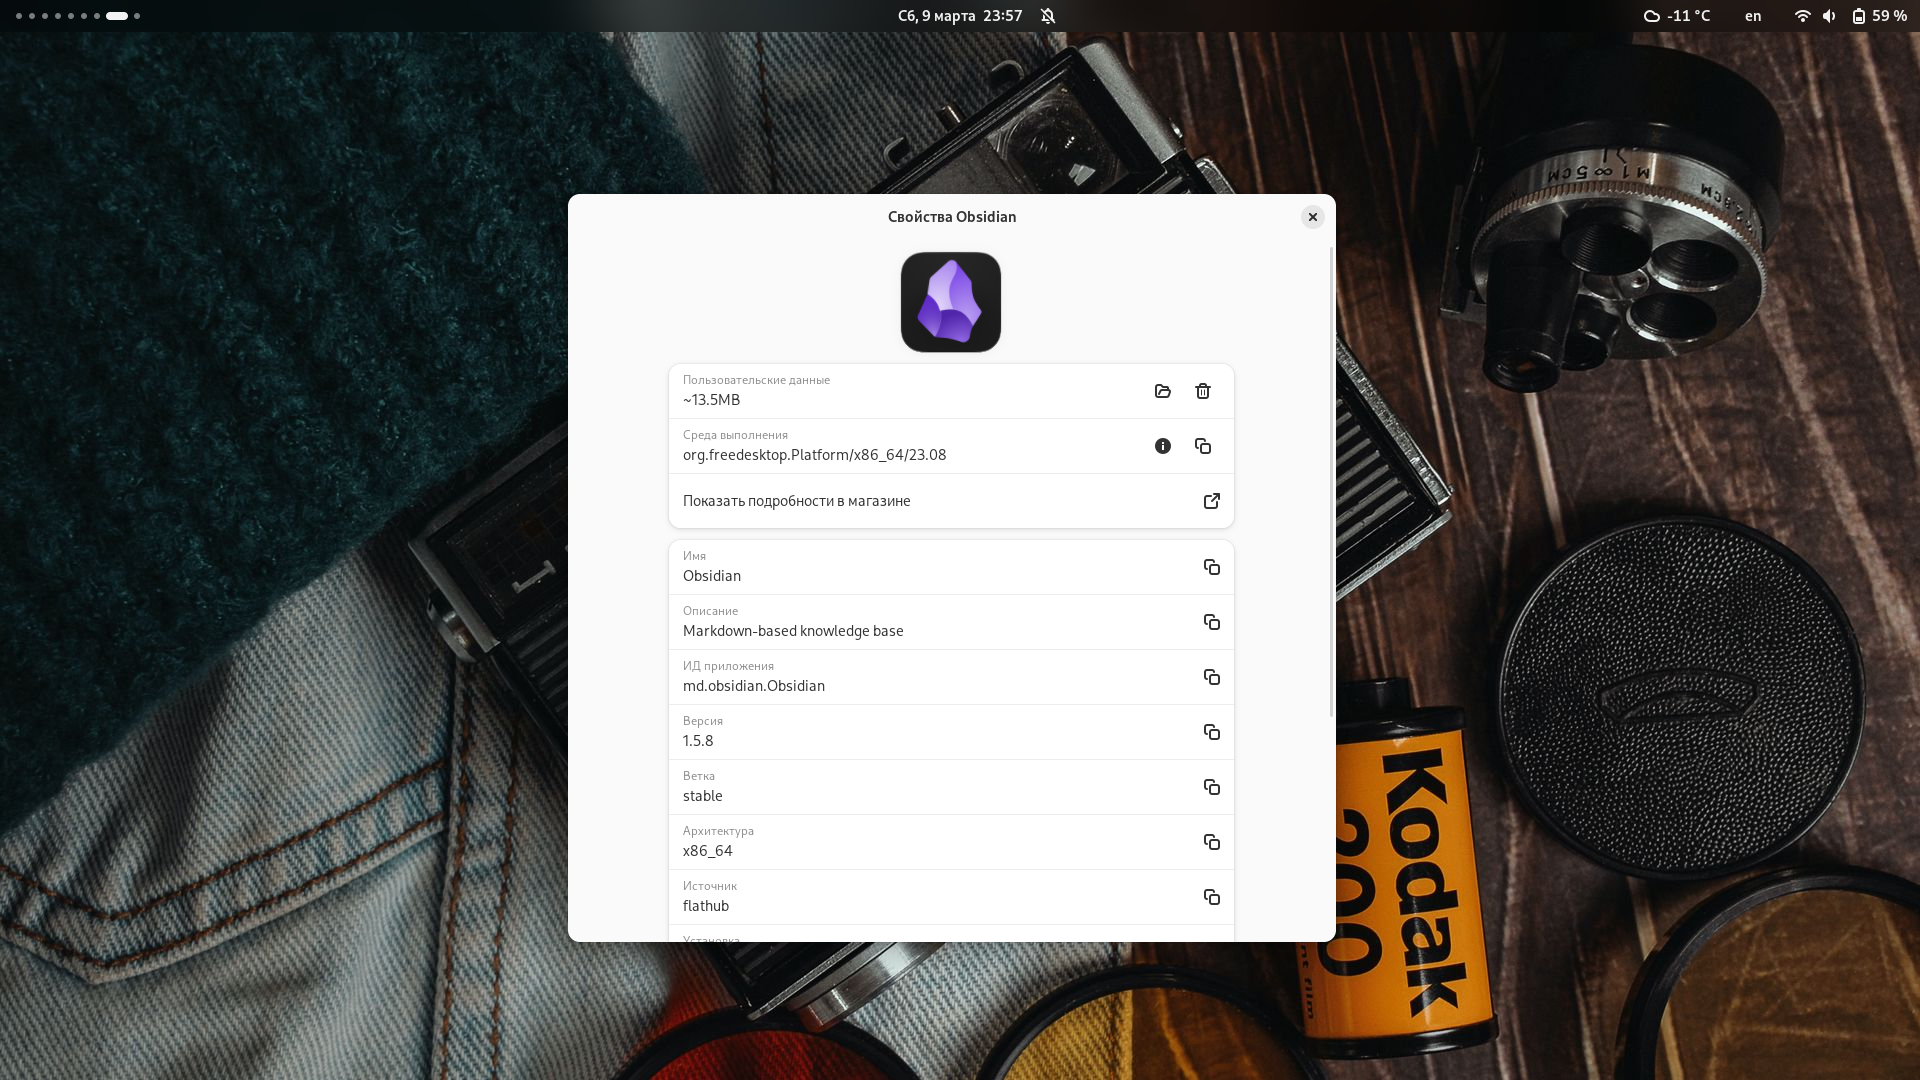 Сб, 9 марта 23:57
-11 °C
en
59 %
Свойства Obsidian
Пользовательские данные
~13.5MB
Среда выполнения
org.freedesktop.Platform/x86_64/23.08
Показать подробности в магазине
Имя
Obsidian
Описание
Markdown-based knowledge base
ИД приложения
md.obsidian.Obsidian
Версия
1.5.8
Ветка
stable
Архитектура
x86_64
Источник
flathub
Установка
Kodak
200